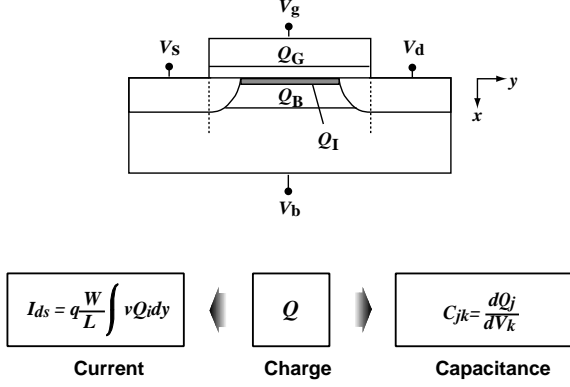 Vg
Vs
QG
Vd
QB
y
x
QI
Vb
Ids = q W/L ∫ vQidy
Q
Cjk= dQj/dVk
Current
Charge
Capacitance